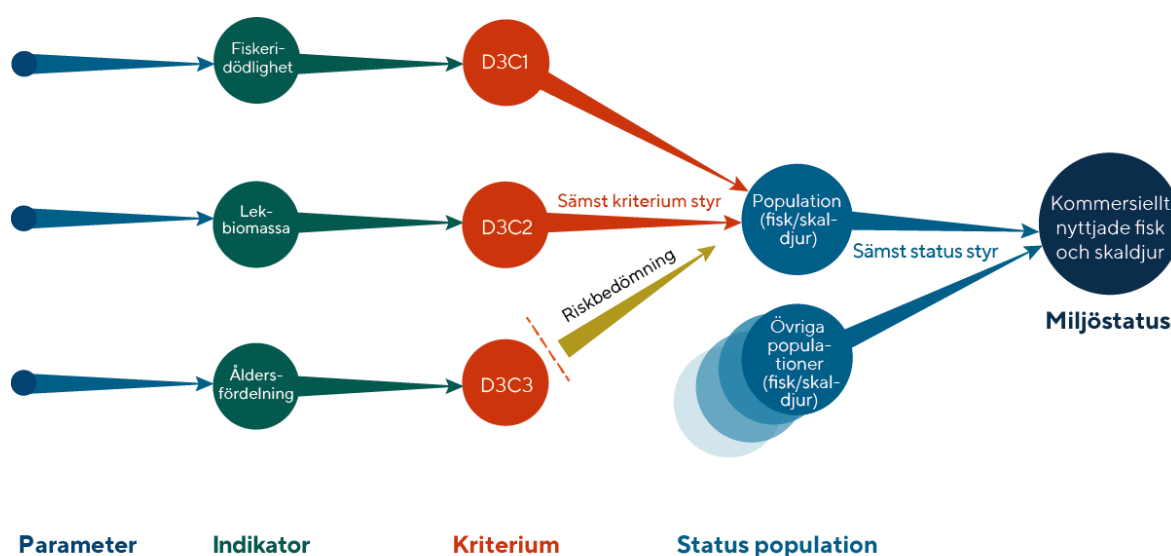 Fiskeri-
dödlighet
D3C1
Lek-
biomassa
D3C2
Sämst kriterium styr
Population
(fisk/skal-
djur)
Sämst status styr
Kommersiellt
nyttjade fisk
och skaldjur
Miljöstatus
Ålders-
fördelning
D3C3
Riskbedömning
Övriga
popula-
tioner
(fisk/skal-
djur)
Parameter
Indikator
Kriterium
Status population